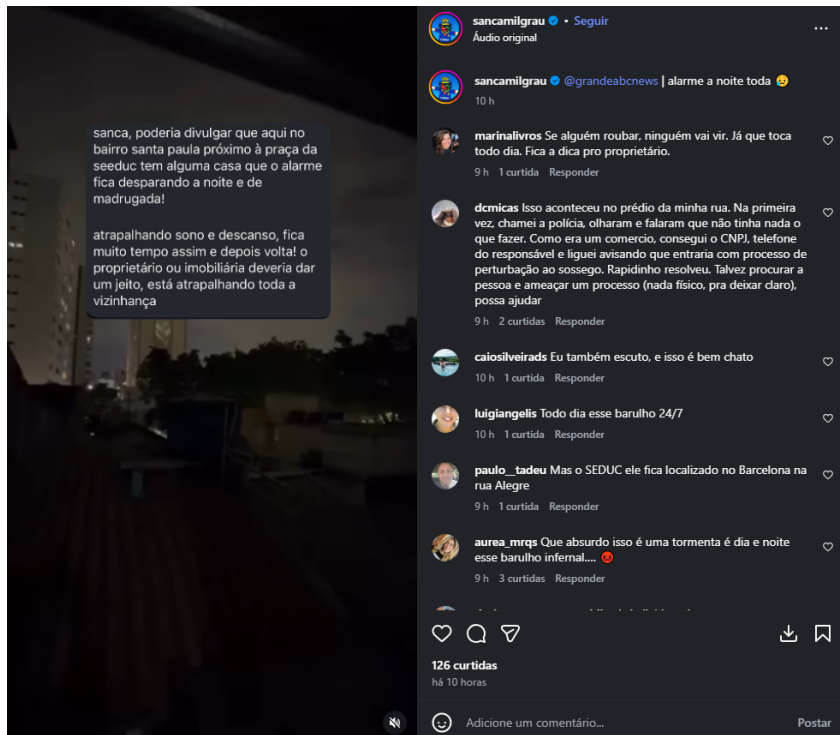 sanca, poderia divulgar que aqui no
bairro santa paula próximo à praça da
seeduc tem alguma casa que o alarme
fica desparando a noite e de
madrugada!
atrapalhando sono e descanso, fica
muito tempo assim e depois volta! o
proprietário ou imobiliária deveria dar
um jeito, está atrapalhando toda a
vizinhança
sancamilgrau • Seguir
Áudio original
sancamilgrau @grandeabcnews | alarme a noite toda 😥
10 h
marinalivros Se alguém roubar, ninguém vai vir. Já que toca
todo dia. Fica a dica pro proprietário.
9 h 1 curtida Responder
dcmicas Isso aconteceu no prédio da minha rua. Na primeira
vez, chamei a polícia, olharam e falaram que não tinha nada o
que fazer. Como era um comercio, consegui o CNPJ, telefone
do responsável e liguei avisando que entraria com processo de
perturbação ao sossego. Rapidinho resolveu. Talvez procurar a
pessoa e ameaçar um processo (nada físico, pra deixar claro),
possa ajudar
9 h 2 curtidas Responder
caiosilveirads Eu também escuto, e isso é bem chato
10 h 1 curtida Responder
luigiangelis Todo dia esse barulho 24/7
10 h 1 curtida Responder
paulo__tadeu Mas o SEDUC ele fica localizado no Barcelona na
rua Alegre
9 h 1 curtida Responder
aurea_mrqs Que absurdo isso é uma tormenta é dia e noite
esse barulho infernal.... 😡
9 h 3 curtidas Responder
126 curtidas
há 10 horas
Adicione um comentário... Postar